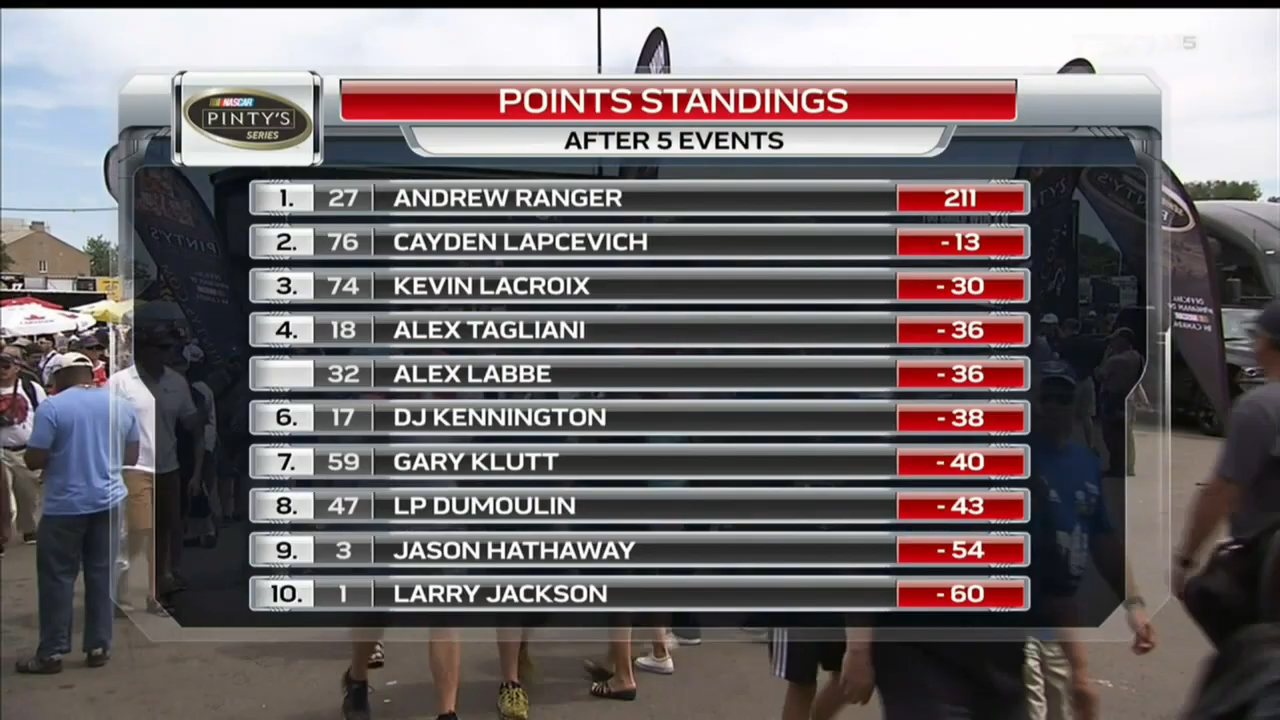 5
NASCAR
PINTY'S
SERIES
POINTS STANDINGS
AFTER 5 EVENTS
1. 27 ANDREW RANGER 211
2. 76 CAYDEN LAPCEVICH - 13
3. 74 KEVIN LACROIX - 30
4. 18 ALEX TAGLIANI - 36
32 ALEX LABBE - 36
6. 17 DJ KENNINGTON - 38
7. 59 GARY KLUTT - 40
8. 47 LP DUMOULIN - 43
9. 3 JASON HATHAWAY - 54
10. 1 LARRY JACKSON - 60
PINTY'S